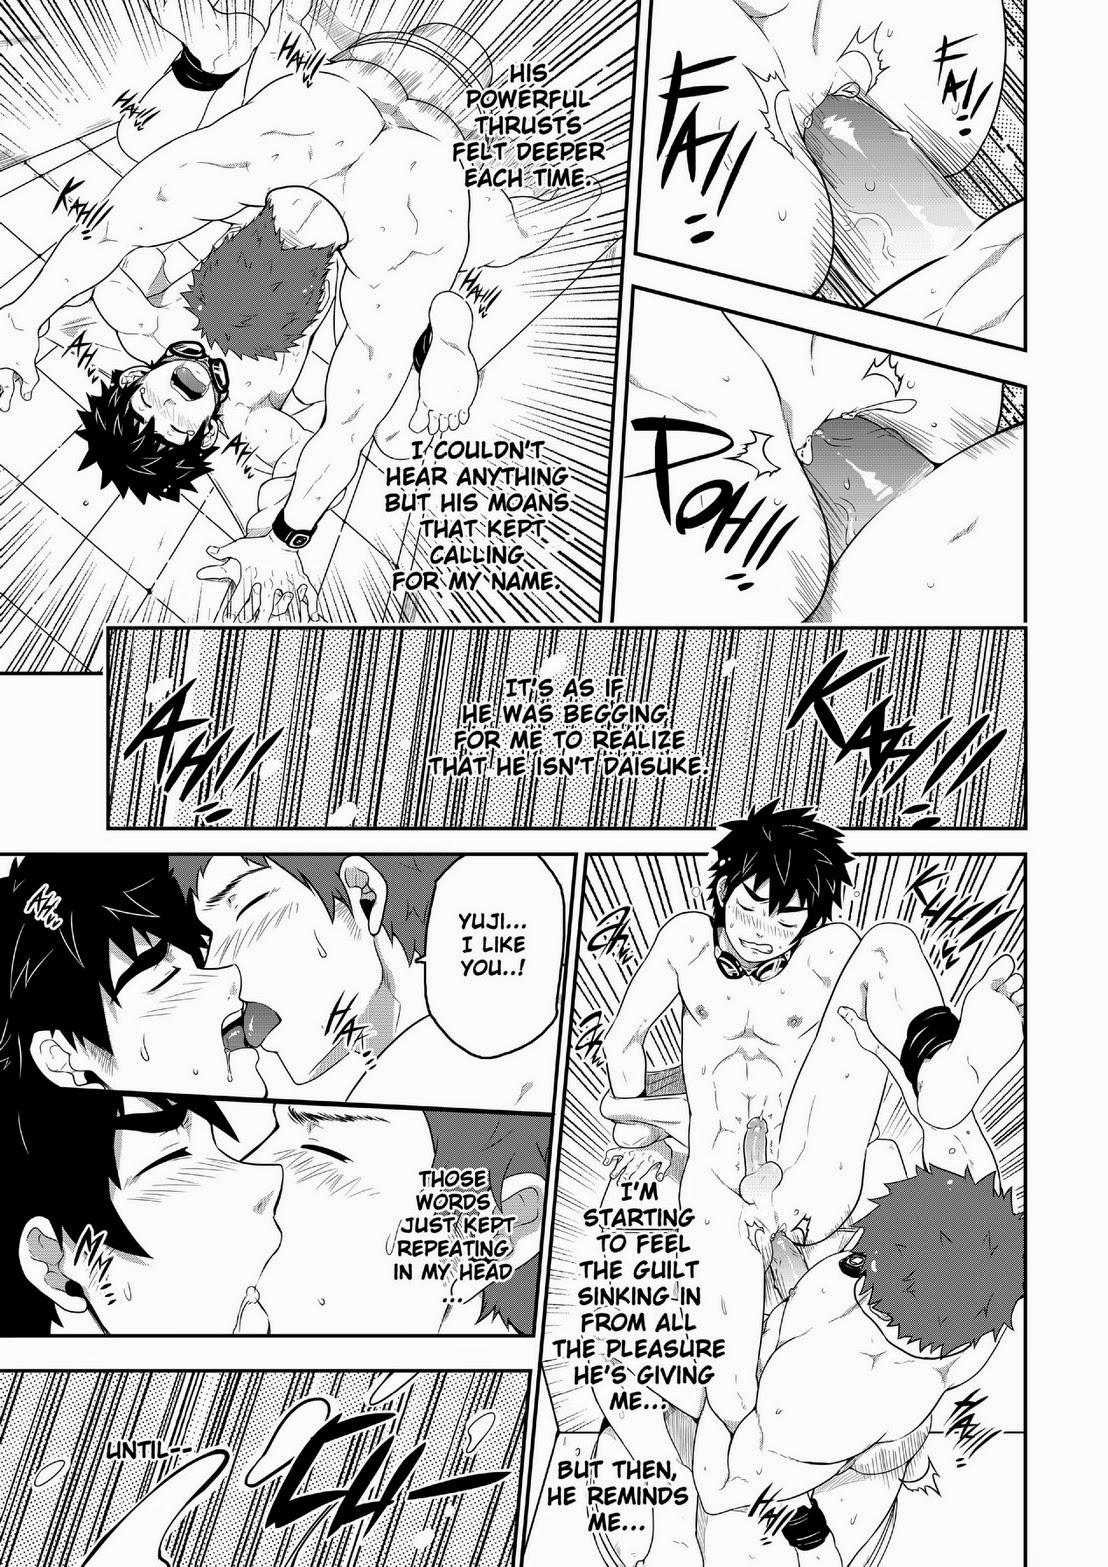 FAH!!
FAH!!
DOH!!
HAH!!
HIS
POWERFUL
THRUSTS
FELT DEEPER
EACH TIME.
KAH!!
HAH!!
HAH!!
AH
AH
I COULDN'T
HEAR ANYTHING
BUT HIS MOANS
THAT KEPT
CALLING
FOR MY NAME.
KAH!!
IT'S AS IF
HE WAS BEGGING
FOR ME TO REALIZE
THAT HE ISN'T DAISUKE.
AH!!
KUH!!
I'M
STARTING
TO FEEL
THE GUILT
SINKING IN
FROM ALL
THE PLEASURE
HE'S GIVING
ME...
BUT THEN,
HE REMINDS
ME...
YUJI...
I LIKE
YOU..!
THOSE
WORDS
JUST KEPT
REPEATING
IN MY HEAD
...
UNTIL--